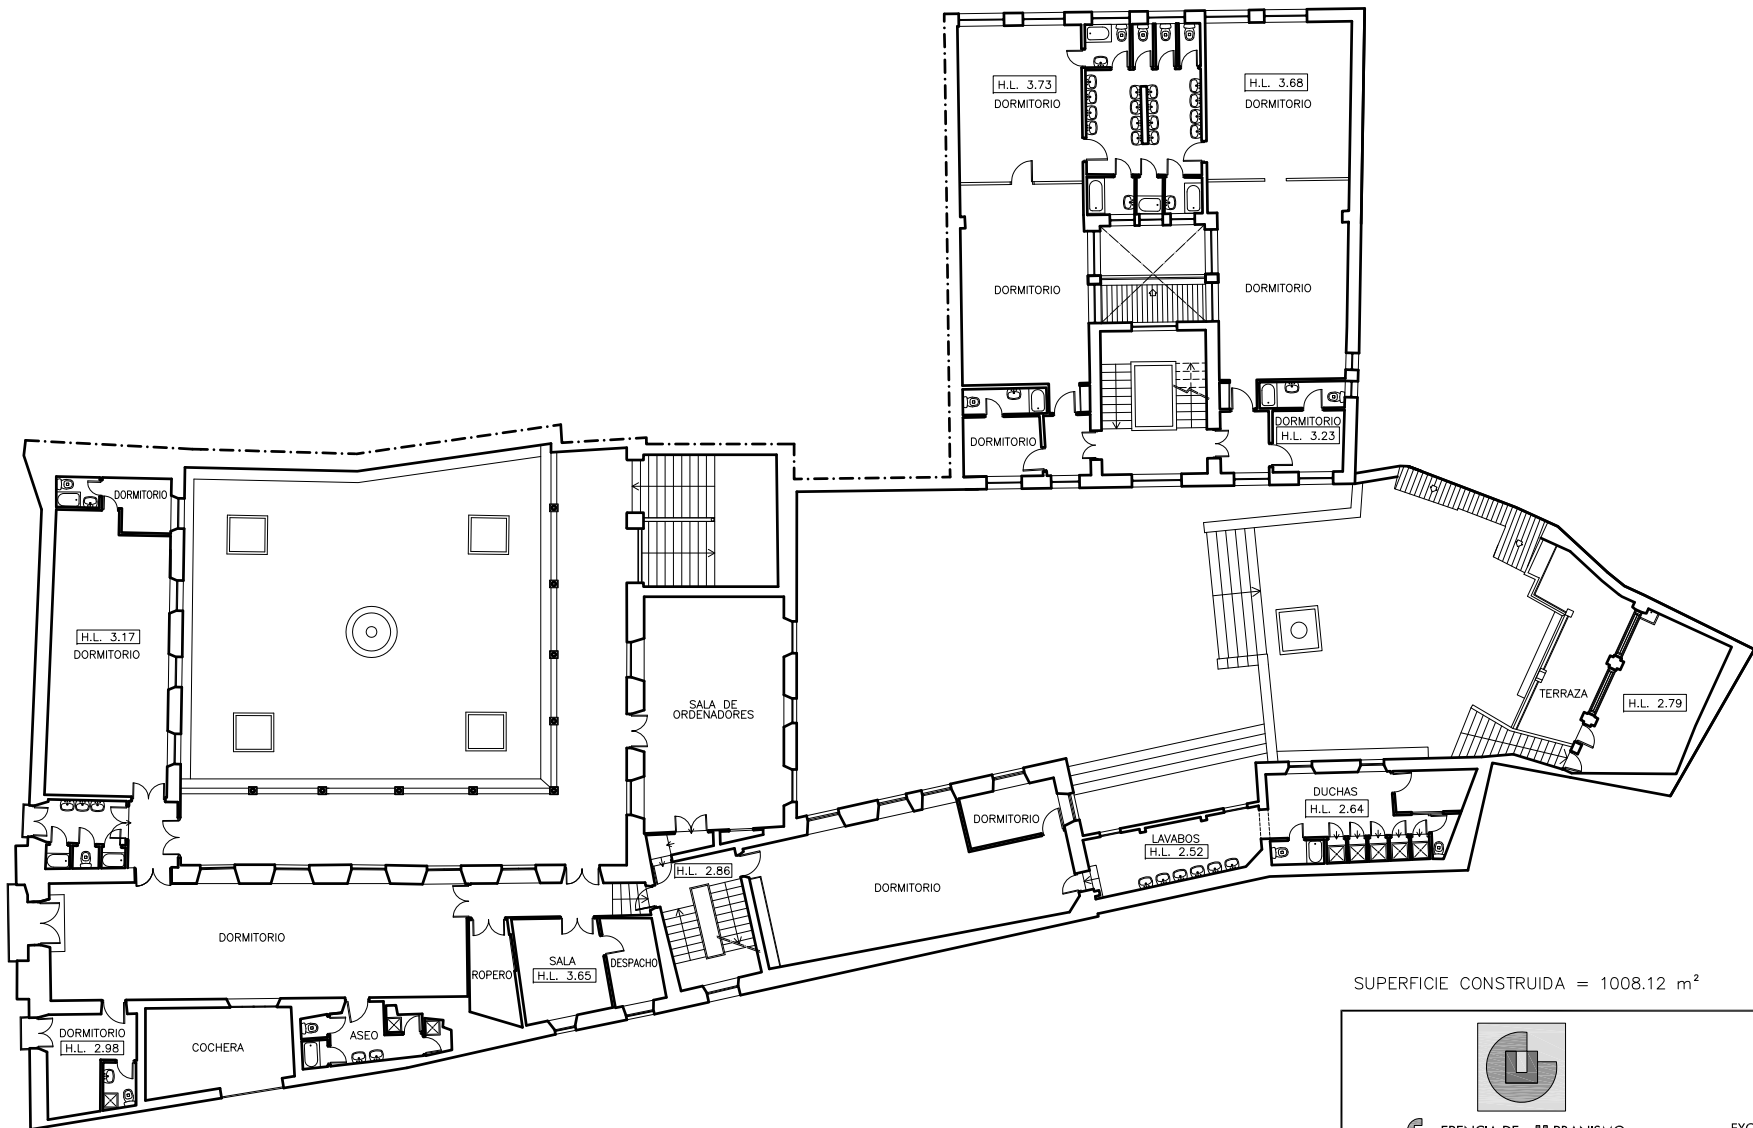 H.L. 3.73
DORMITORIO
H.L. 3.68
DORMITORIO
DORMITORIO
DORMITORIO
DORMITORIO
DORMITORIO
H.L. 3.23
DORMITORIO
H.L. 3.17
DORMITORIO
SALA DE
ORDENADORES
TERRAZA
H.L. 2.79
DUCHAS
H.L. 2.64
DORMITORIO
LAVABOS
H.L. 2.52
H.L. 2.86
DORMITORIO
DORMITORIO
SALA
H.L. 3.65
DESPACHO
ROPERO
DORMITORIO
H.L. 2.98
COCHERA
ASEO
SUPERFICIE CONSTRUIDA = 1008.12 m²